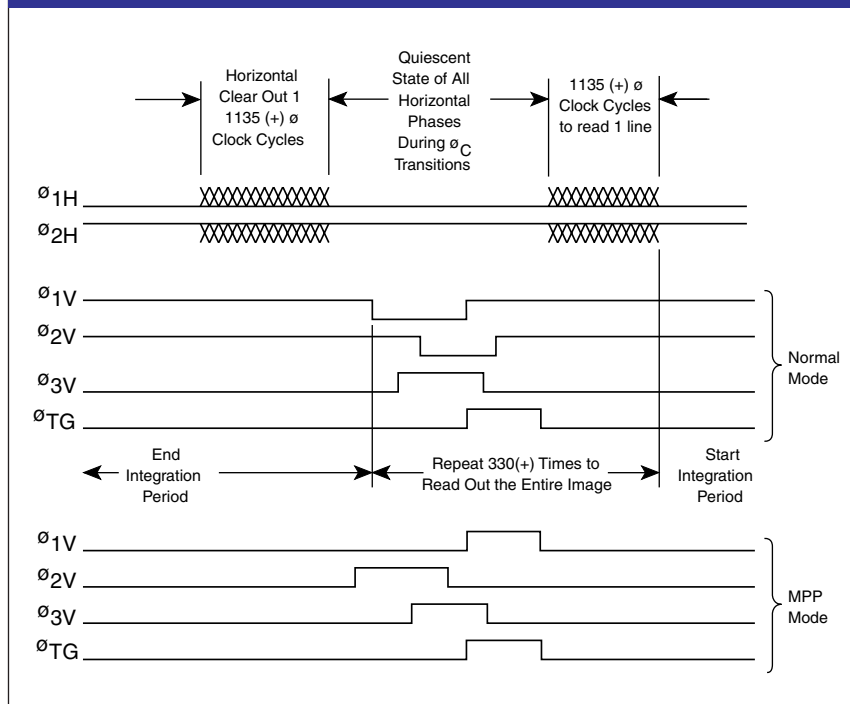 Horizontal
Clear Out 1
1135 (+) ø
Clock Cycles
Quiescent
State of All
Horizontal
Phases
During øC
Transitions
1135 (+) ø
Clock Cycles
to read 1 line
ø1H
ø2H
ø1V
ø2V
ø3V
øTG
Normal
Mode
End
Integration
Period
Repeat 330(+) Times to
Read Out the Entire Image
Start
Integration
Period
ø1V
ø2V
ø3V
øTG
MPP
Mode